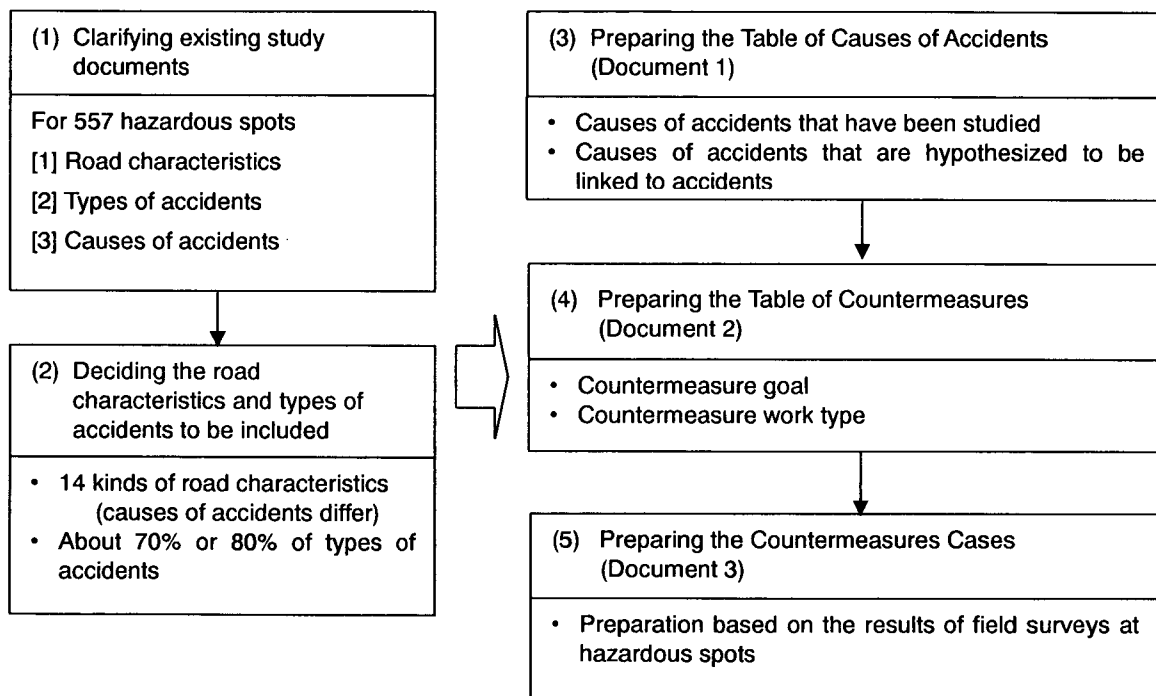 (1) Clarifying existing study
documents
For 557 hazardous spots
[1] Road characteristics
[2] Types of accidents
[3] Causes of accidents
(2) Deciding the road
characteristics and types of
accidents to be included
• 14 kinds of road characteristics
(causes of accidents differ)
• About 70% or 80% of types of
accidents
(3) Preparing the Table of Causes of Accidents
(Document 1)
• Causes of accidents that have been studied
• Causes of accidents that are hypothesized to be
linked to accidents
(4) Preparing the Table of Countermeasures
(Document 2)
• Countermeasure goal
• Countermeasure work type
(5) Preparing the Countermeasures Cases
(Document 3)
• Preparation based on the results of field surveys at
hazardous spots